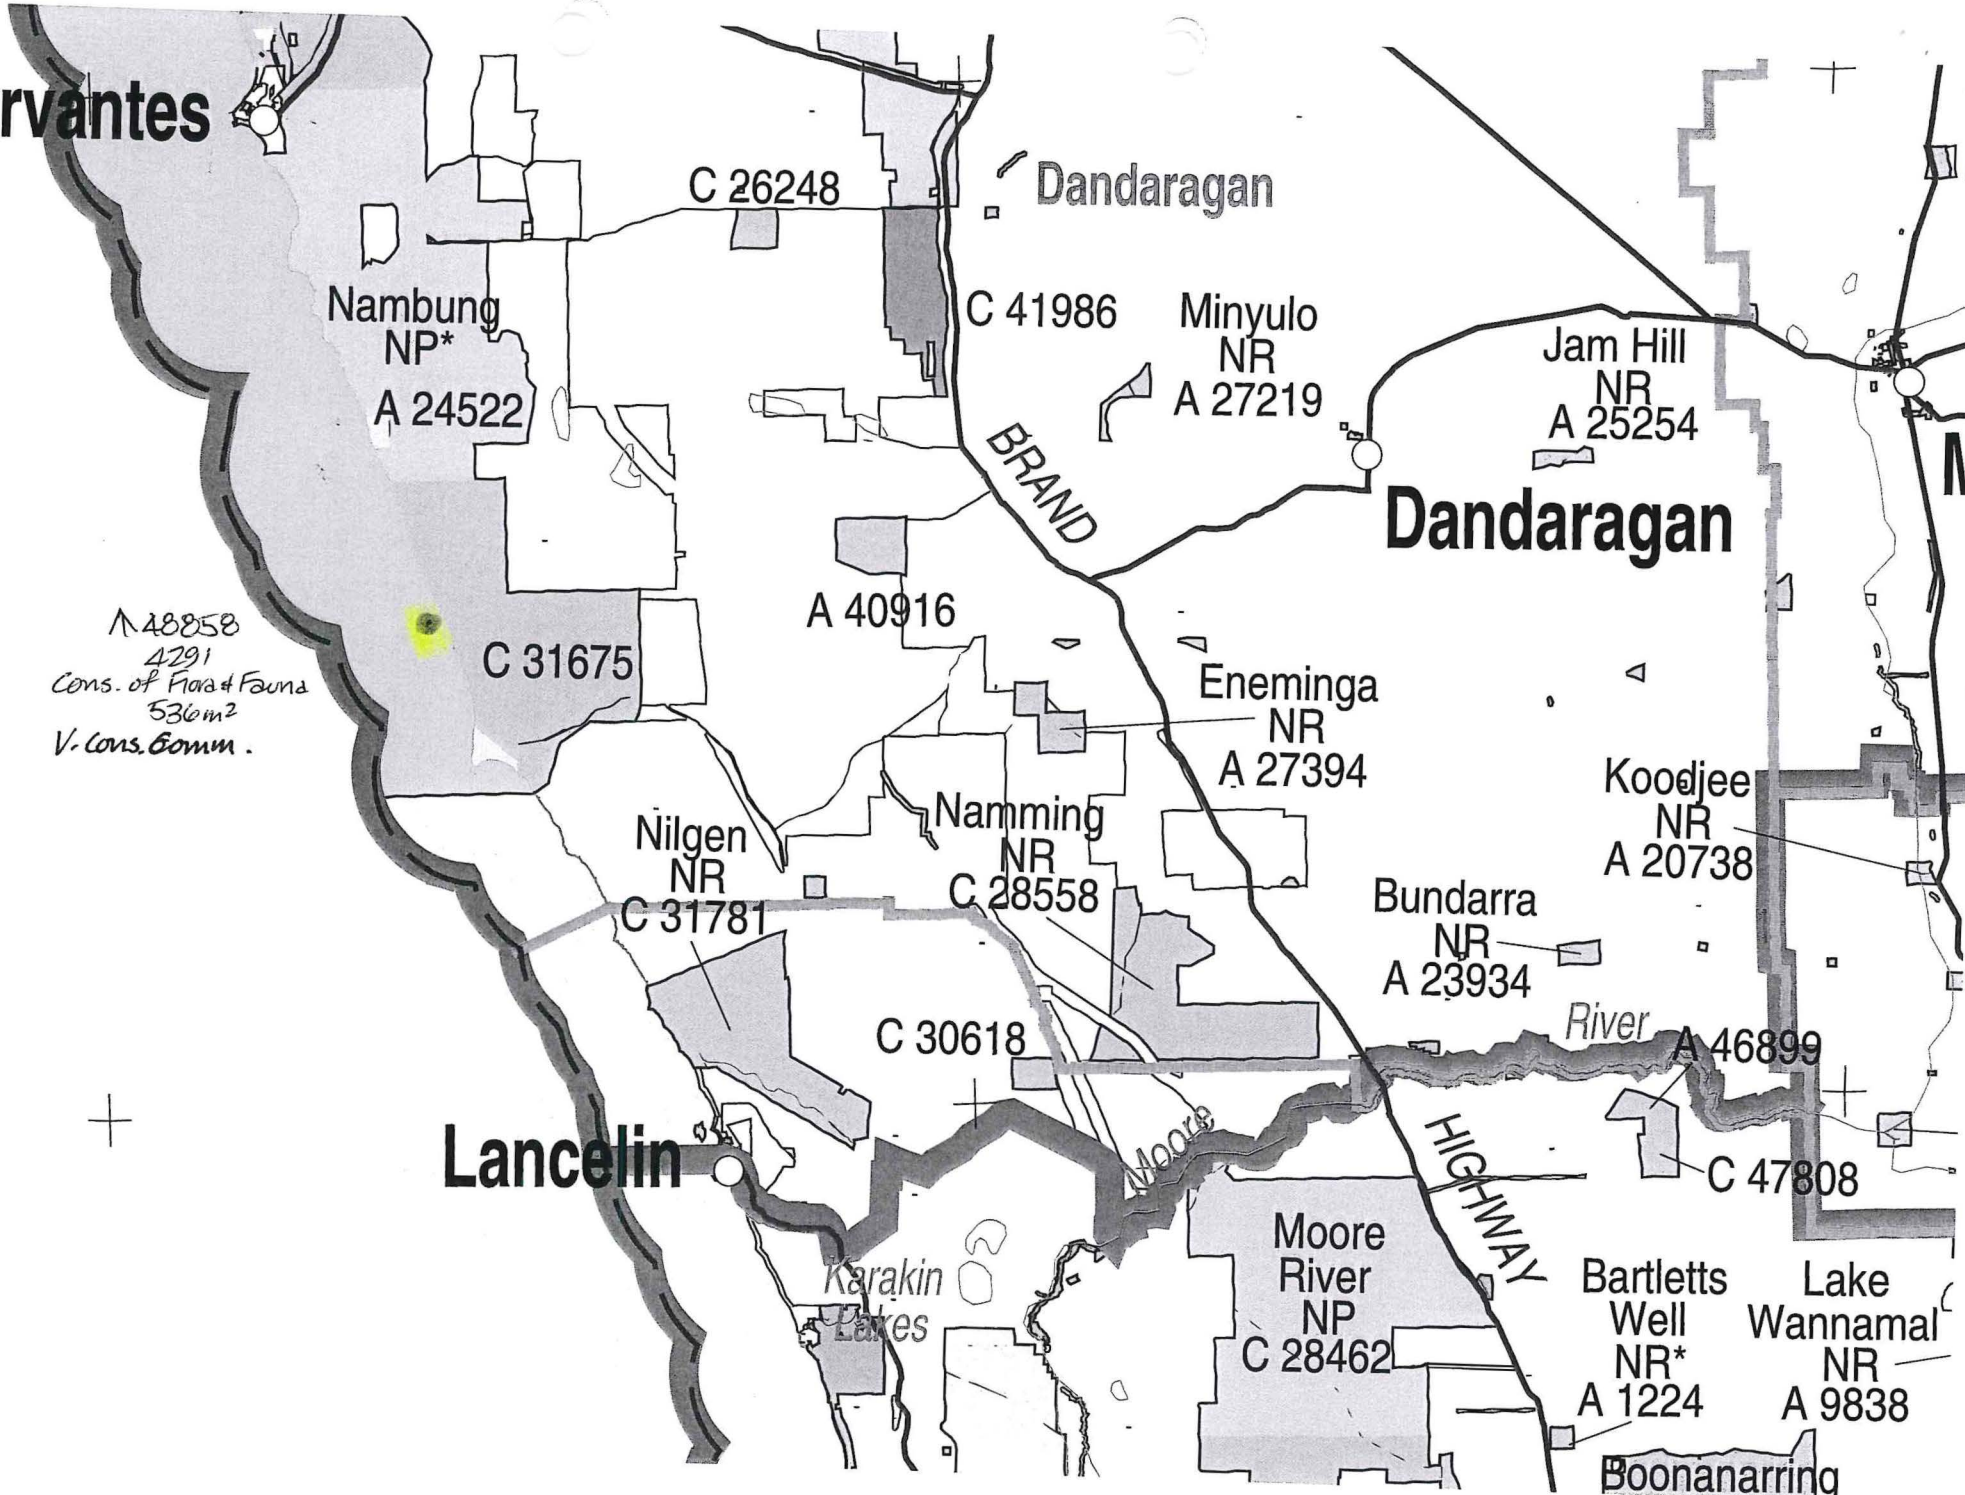 rvantes
C 26248
Dandaragan
Nambung
NP*
A 24522
C 41986
Minyulo
NR
A 27219
Jam Hill
NR
A 25254
BRAND
Dandaragan
A 40916
A 48858
4291
Cons. of Flora & Fauna
536m²
V. Cons. Comm.
C 31675
Eneminga
NR
A 27394
Koodjee
NR
A 20738
Nilgen
NR
C 31781
Namming
NR
C 28558
Bundarra
NR
A 23934
River
A 46899
C 30618
Lancelin
Moore
HIGHWAY
C 47808
Moore
River
NP
C 28462
Karakin
Lakes
Bartletts
Well
NR*
A 1224
Lake
Wannamal
NR
A 9838
Boonanarring